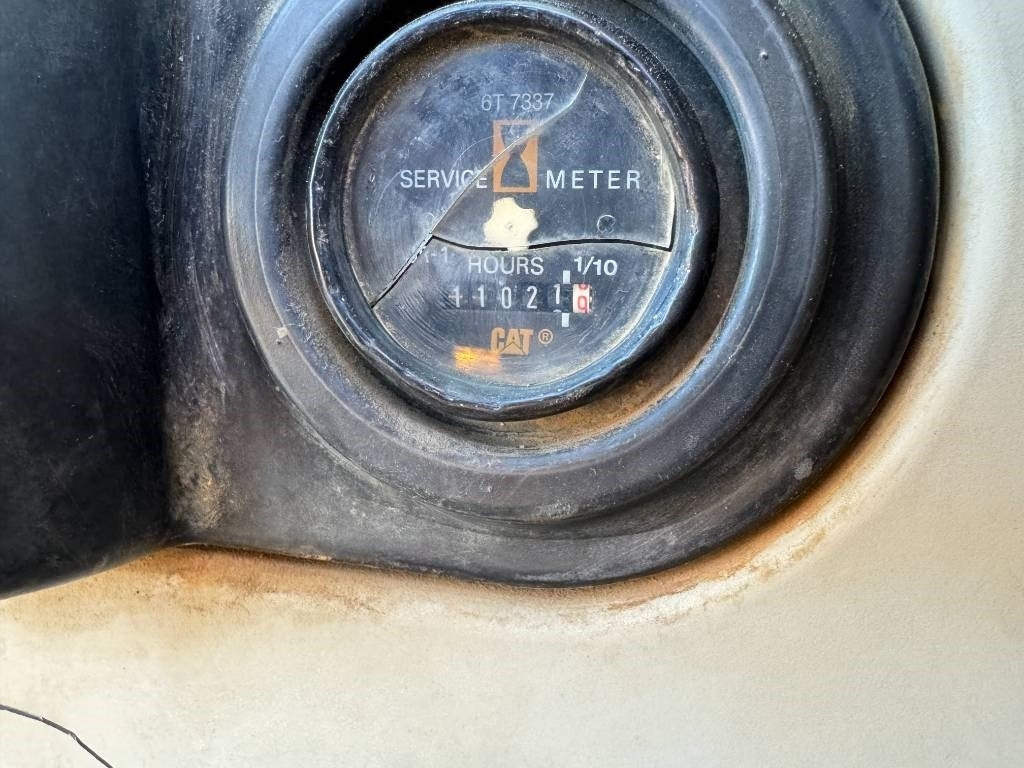 6T 7337
SERVICE METER
HOURS 1/10
11021
CAT®